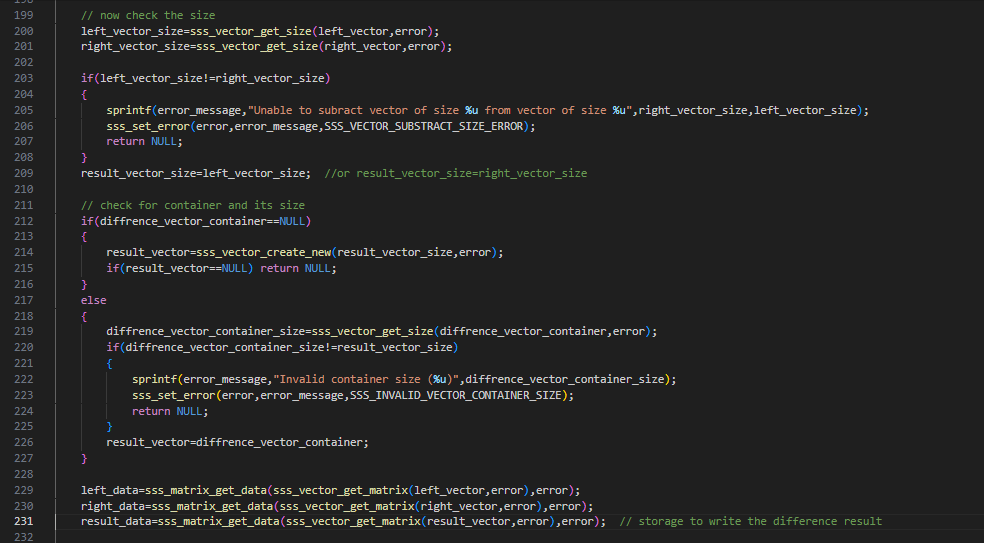 199 // now check the size
200 left_vector_size=sss_vector_get_size(left_vector,error);
201 right_vector_size=sss_vector_get_size(right_vector,error);
202
203 if(left_vector_size!=right_vector_size)
204 {
205 sprintf(error_message,"Unable to subract vector of size %u from vector of size %u",right_vector_size,left_vector_size);
206 sss_set_error(error,error_message,SSS_VECTOR_SUBSTRACT_SIZE_ERROR);
207 return NULL;
208 }
209 result_vector_size=left_vector_size; //or result_vector_size=right_vector_size
210
211 // check for container and its size
212 if(diffrence_vector_container==NULL)
213 {
214 result_vector=sss_vector_create_new(result_vector_size,error);
215 if(result_vector==NULL) return NULL;
216 }
217 else
218 {
219 diffrence_vector_container_size=sss_vector_get_size(diffrence_vector_container,error);
220 if(diffrence_vector_container_size!=result_vector_size)
221 {
222 sprintf(error_message,"Invalid container size (%u)",diffrence_vector_container_size);
223 sss_set_error(error,error_message,SSS_INVALID_VECTOR_CONTAINER_SIZE);
224 return NULL;
225 }
226 result_vector=diffrence_vector_container;
227 }
228
229 left_data=sss_matrix_get_data(sss_vector_get_matrix(left_vector,error),error);
230 right_data=sss_matrix_get_data(sss_vector_get_matrix(right_vector,error),error);
231 result_data=sss_matrix_get_data(sss_vector_get_matrix(result_vector,error),error); // storage to write the difference result
232